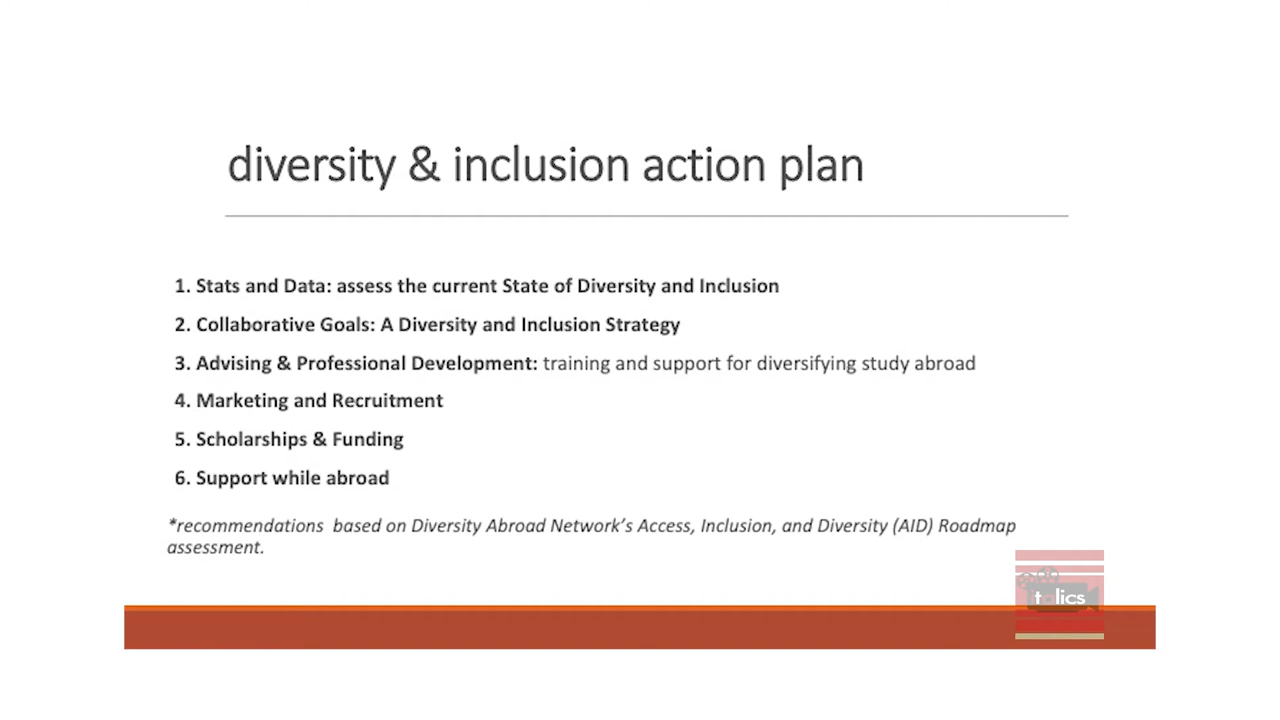 diversity & inclusion action plan
1. Stats and Data: assess the current State of Diversity and Inclusion
2. Collaborative Goals: A Diversity and Inclusion Strategy
3. Advising & Professional Development: training and support for diversifying study abroad
4. Marketing and Recruitment
5. Scholarships & Funding
6. Support while abroad
*recommendations based on Diversity Abroad Network's Access, Inclusion, and Diversity (AID) Roadmap
assessment.
italics